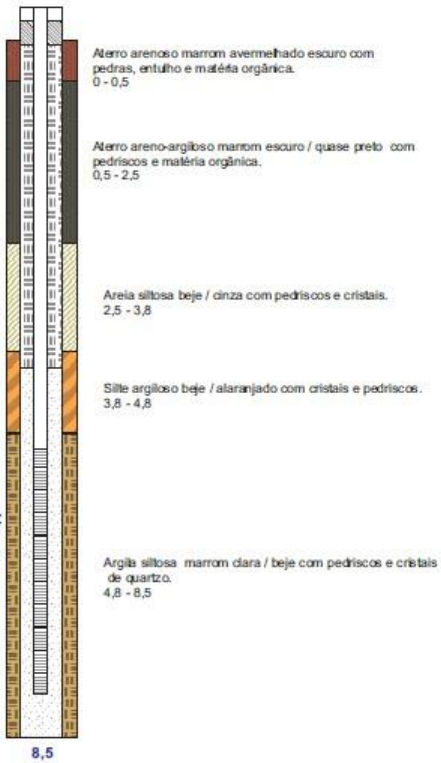 Aterro arenoso marrom avermelhado escuro com
pedras, entulho e matéria orgânica.
0 - 0,5
Aterro areno-argiloso marrom escuro / quase preto com
pedriscos e matéria orgânica.
0,5 - 2,5
Areia siltosa beje / cinza com pedriscos e cristais.
2,5 - 3,8
Silte argiloso beje / alaranjado com cristais e pedriscos.
3,8 - 4,8
Argila siltosa marrom clara / beje com pedriscos e cristais
de quartzo.
4,8 - 8,5
8,5